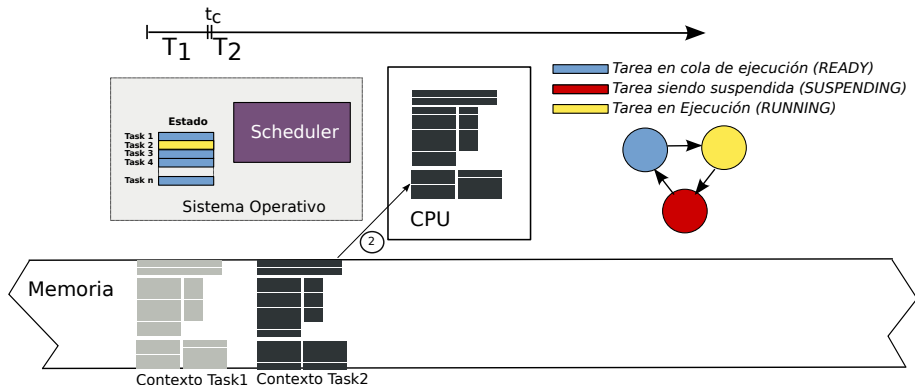 tc
T1 T2
Tarea en cola de ejecución (READY)
Tarea siendo suspendida (SUSPENDING)
Tarea en Ejecución (RUNNING)
Estado
Task 1
Task 2
Task 3
Task 4
Task n
Scheduler
Sistema Operativo
CPU
2
Memoria
Contexto Task1
Contexto Task2